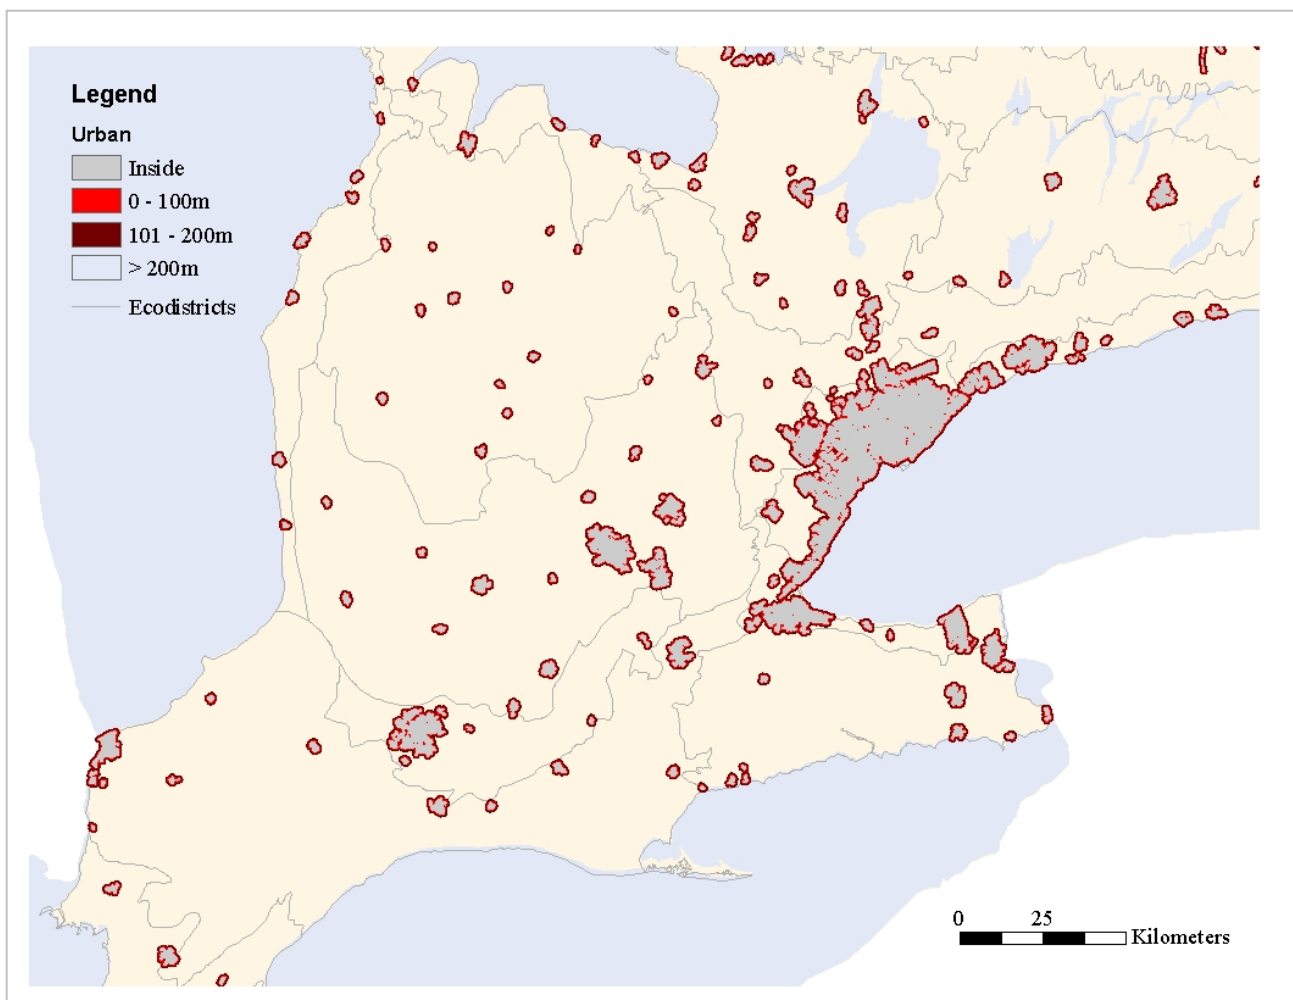 Legend
Urban
Inside
0 - 100m
101 - 200m
> 200m
Ecodistricts
0 25
Kilometers